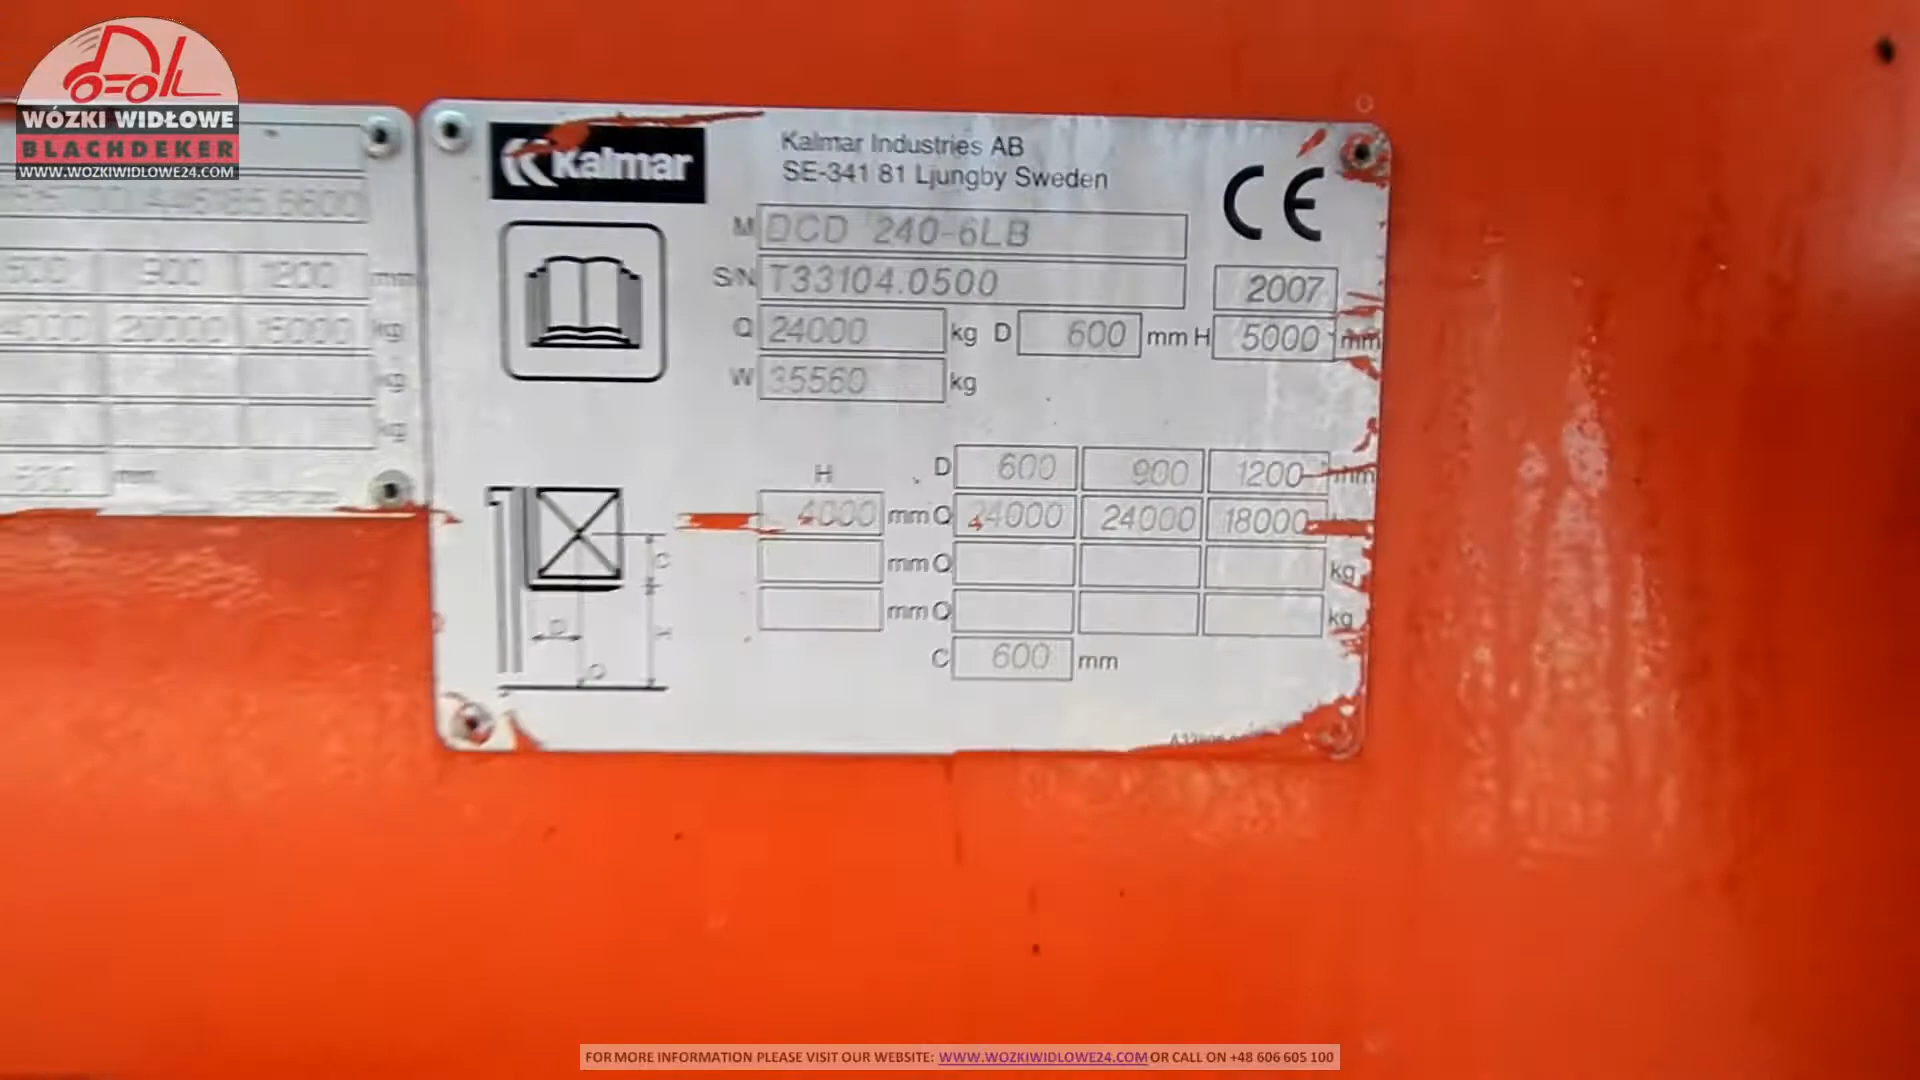 WÓZKI WIDŁOWE
BLACHDEKER
WWW.WOZKIWIDLOWE24.COM
900 1200 mm
20000 kg
kg
kg
mm
Kalmar
Kalmar Industries AB
SE-341 81 Ljungby Sweden
CE
M DCD 240-6LB
S/N T33104.0500 2007
Q 24000 kg D 600 mm H 5000 mm
W 35560 kg
H D 600 900 1200 mm
4000 mm Q 24000 24000 18000
mm Q kg
mm Q kg
C 600 mm
C
D
H
Q
FOR MORE INFORMATION PLEASE VISIT OUR WEBSITE: WWW.WOZKIWIDLOWE24.COM OR CALL ON +48 606 605 100